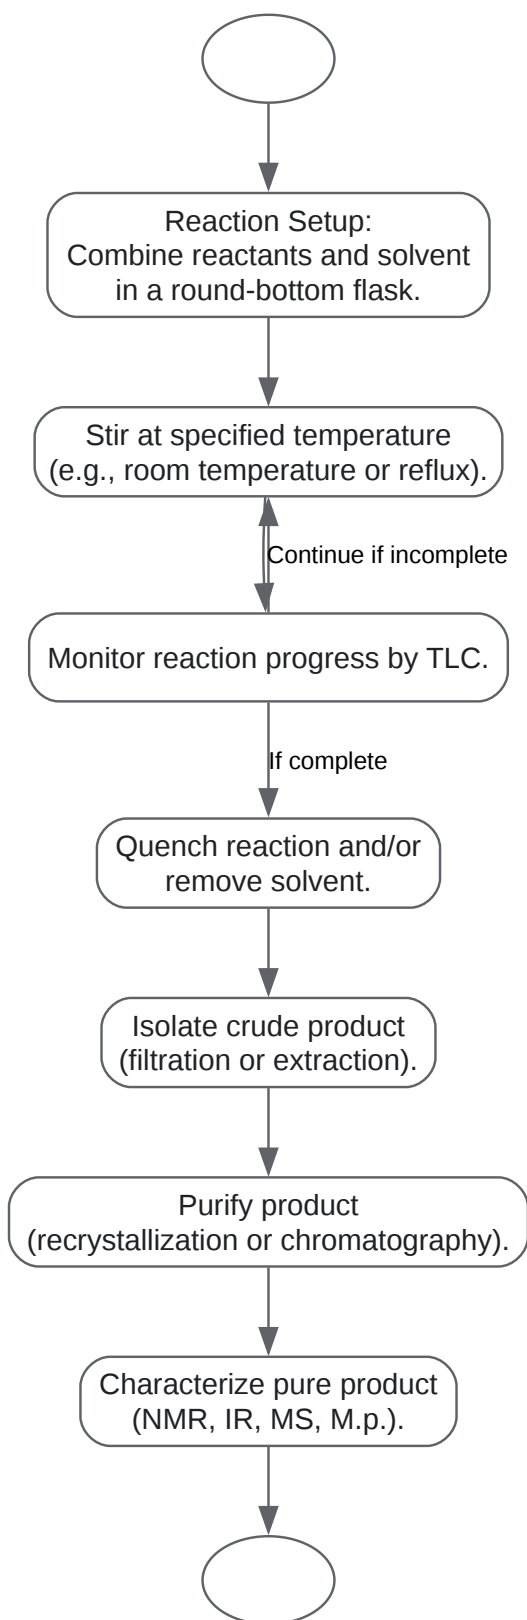 Reaction Setup:
Combine reactants and solvent
in a round-bottom flask.
Stir at specified temperature
(e.g., room temperature or reflux).
Continue if incomplete
Monitor reaction progress by TLC.
If complete
Quench reaction and/or
remove solvent.
Isolate crude product
(filtration or extraction).
Purify product
(recrystallization or chromatography).
Characterize pure product
(NMR, IR, MS, M.p.).